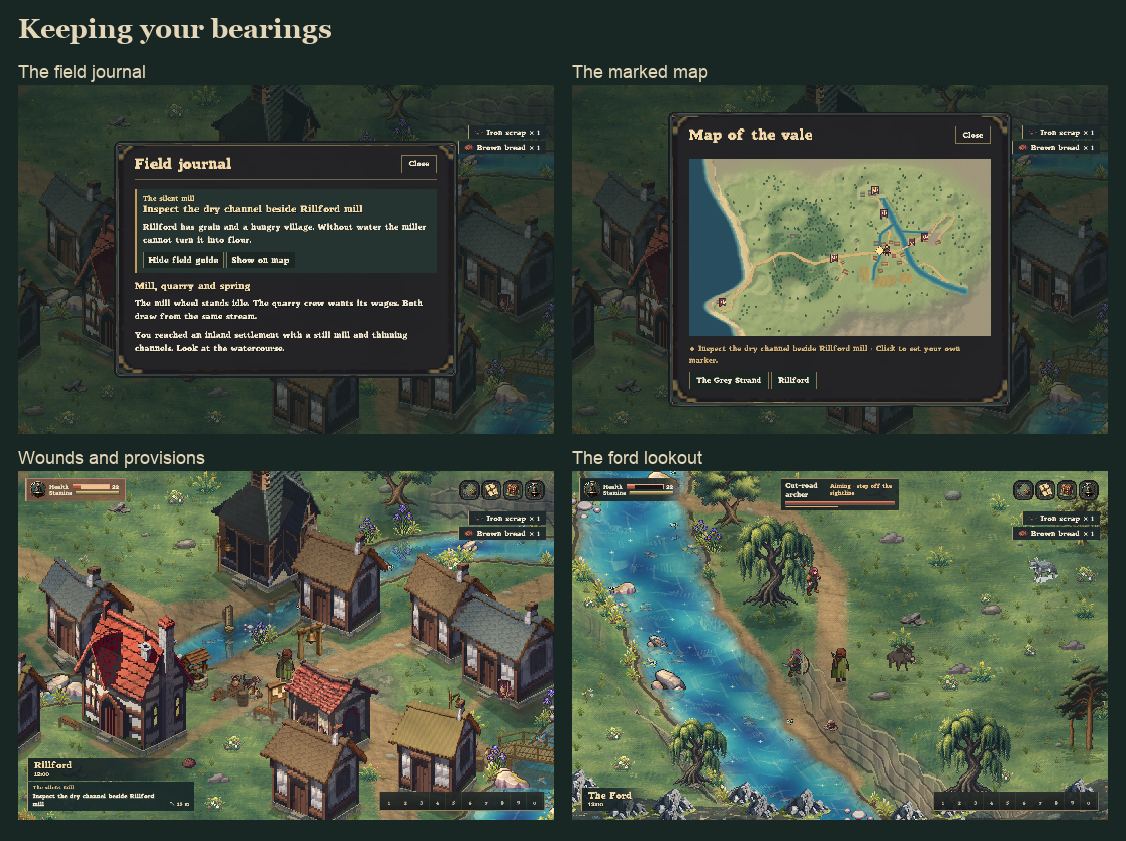 Keeping your bearings
The field journal
Iron scrap × 1
Brown bread × 1
Field journal
Close
The silent mill
Inspect the dry channel beside Rillford mill
Rillford has grain and a hungry village. Without water the miller
cannot turn it into flour.
Hide field guide
Show on map
Mill, quarry and spring
The mill wheel stands idle. The quarry crew wants its wages. Both
draw from the same stream.
You reached an inland settlement with a still mill and thinning
channels. Look at the watercourse.
The marked map
Iron scrap × 1
Brown bread × 1
Map of the vale
Close
◆ Inspect the dry channel beside Rillford mill · Click to set your own
marker.
The Grey Strand
Rillford
Wounds and provisions
Health
Stamina
Iron scrap × 1
Brown bread × 1
Rillford
12:00
The silent mill
Inspect the dry channel beside Rillford
mill
1 2 3 4 5 6 7 8 9 0
The ford lookout
Health
Stamina
Cut-road
archer
Aiming · step off the
sightline
Iron scrap × 1
Brown bread × 1
The Ford
12:00
1 2 3 4 5 6 7 8 9 0